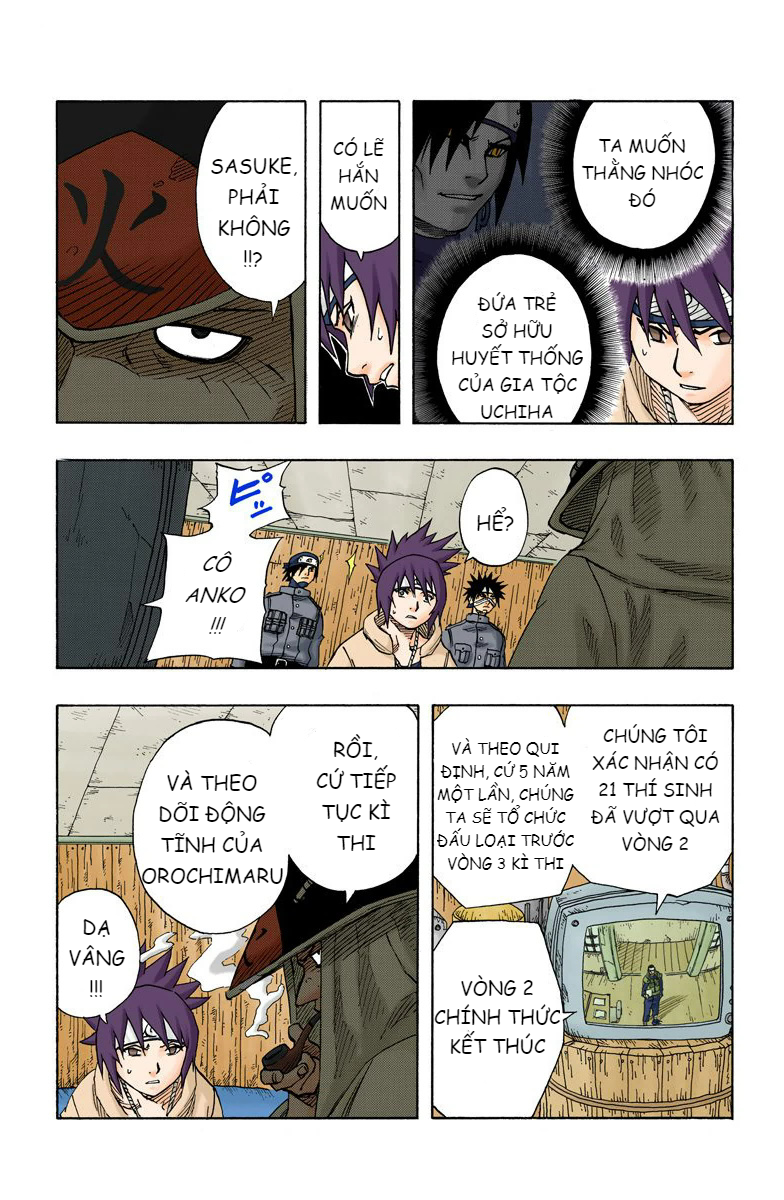 TA MUỐN
THẰNG NHÓC
ĐÓ
ĐỨA TRẺ
SỞ HỮU
HUYẾT THỐNG
CỦA GIA TỘC
UCHIHA
CÓ LẼ
HẮN
MUỐN
SASUKE,
PHẢI
KHÔNG
!!?
火
HỂ?
ピピッ
CÔ
ANKO
!!!
CHÚNG TÔI
XÁC NHẬN CÓ
21 THÍ SINH
ĐÃ VƯỢT QUA
VÒNG 2
VÀ THEO QUI
ĐỊNH, CỨ 5 NĂM
MỘT LẦN, CHÚNG
TA SẼ TỔ CHỨC
ĐẤU LOẠI TRƯỚC
VÒNG 3 KÌ THI
VÒNG 2
CHÍNH THỨC
KẾT THÚC
RỒI,
CỨ TIẾP
TỤC KÌ
THI
VÀ THEO
DÕI ĐỘNG
TĨNH CỦA
OROCHIMARU
DẠ
VÂNG
!!!